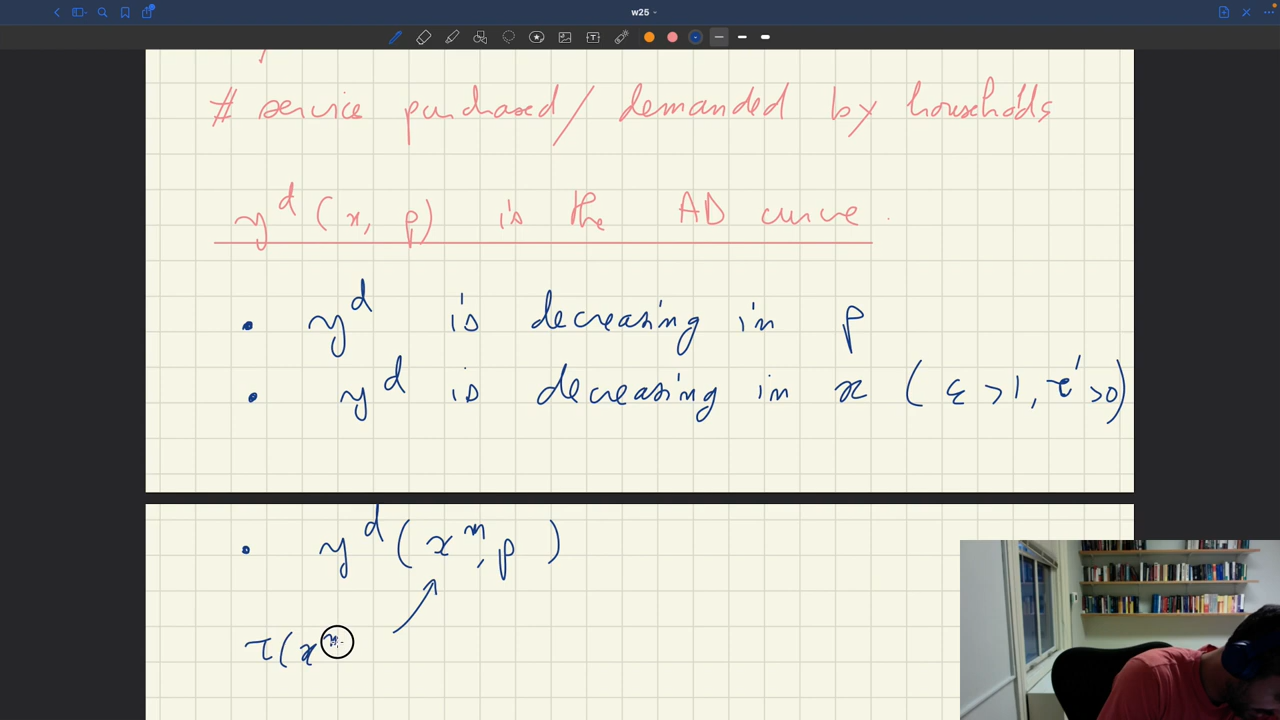 w25
# service purchased/demanded by households
y^d (x, p) is the AD curve.
• y^d is decreasing in p
• y^d is decreasing in x (ε > 1, τ' > 0)
• y^d (x^m, p)
τ(x^m